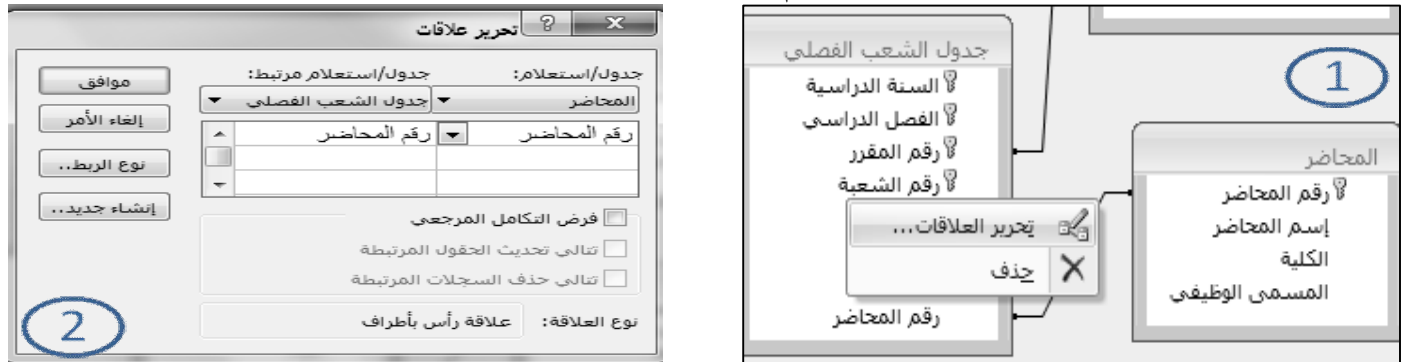 1
جدول الشعب الفصلي
السنة الدراسية
الفصل الدراسي
رقم المقرر
رقم الشعبة
رقم المحاضر
تحرير العلاقات...
حذف
المحاضر
رقم المحاضر
إسم المحاضر
الكلية
المسمى الوظيفي
تحرير علاقات
جدول/استعلام: جدول/استعلام مرتبط:
المحاضر جدول الشعب الفصلي
رقم المحاضر رقم المحاضر
موافق
إلغاء الأمر
نوع الربط..
إنشاء جديد..
فرض التكامل المرجعي
تتالي تحديث الحقول المرتبطة
تتالي حذف السجلات المرتبطة
نوع العلاقة: علاقة رأس بأطراف
2